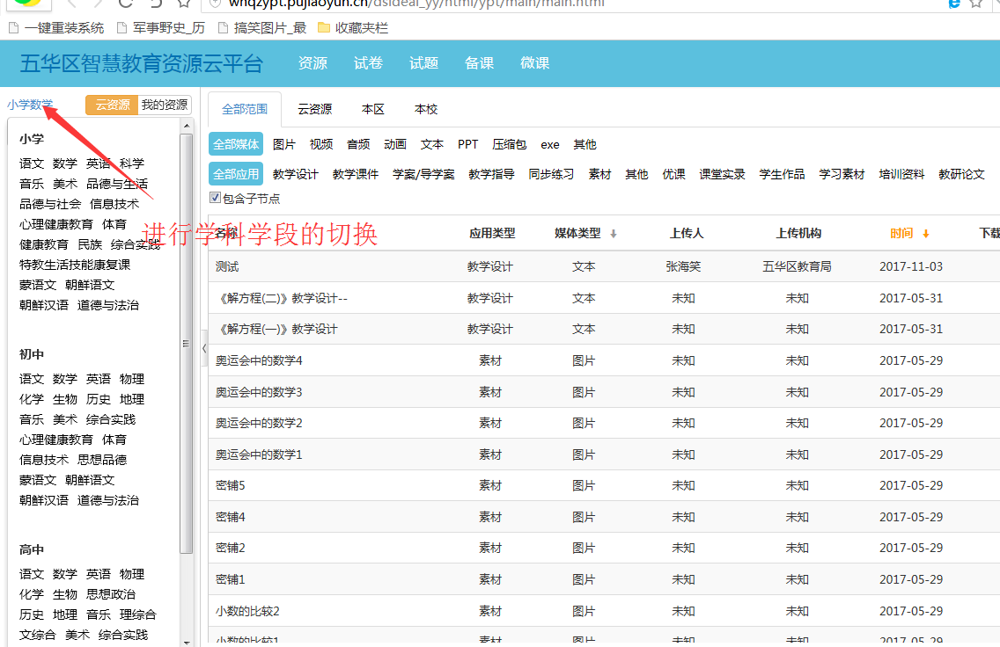 whqzypt.pujiaoyun.cn/dsideal_yy/html/ypt/main/main.html
一键重装系统 军事野史_历 搞笑图片_最 收藏夹栏
五华区智慧教育资源云平台 资源 试卷 试题 备课 微课
小学数学 云资源 我的资源
全部范围 云资源 本区 本校
小学
语文 数学 英语 科学
音乐 美术 品德与生活
品德与社会 信息技术
心理健康教育 体育
健康教育 民族 综合实践
特教生活技能康复课
蒙语文 朝鲜语文
朝鲜汉语 道德与法治
初中
语文 数学 英语 物理
化学 生物 历史 地理
音乐 美术 综合实践
心理健康教育 体育
信息技术 思想品德
蒙语文 朝鲜语文
朝鲜汉语 道德与法治
高中
语文 数学 英语 物理
化学 生物 思想政治
历史 地理 音乐 理综合
文综合 美术 综合实践
全部媒体 图片 视频 音频 动画 文本 PPT 压缩包 exe 其他
全部应用 教学设计 教学课件 学案/导学案 教学指导 同步练习 素材 其他 优课 课堂实录 学生作品 学习素材 培训资料 教研论文
包含子节点
进行学科学段的切换
名称 应用类型 媒体类型 上传人 上传机构 时间 下载
测试 教学设计 文本 张海笑 五华区教育局 2017-11-03
《解方程(二)》教学设计-- 教学设计 文本 未知 未知 2017-05-31
《解方程(一)》教学设计 教学设计 文本 未知 未知 2017-05-31
奥运会中的数学4 素材 图片 未知 未知 2017-05-29
奥运会中的数学3 素材 图片 未知 未知 2017-05-29
奥运会中的数学2 素材 图片 未知 未知 2017-05-29
奥运会中的数学1 素材 图片 未知 未知 2017-05-29
密铺5 素材 图片 未知 未知 2017-05-29
密铺4 素材 图片 未知 未知 2017-05-29
密铺2 素材 图片 未知 未知 2017-05-29
密铺1 素材 图片 未知 未知 2017-05-29
小数的比较2 素材 图片 未知 未知 2017-05-29
小数的比较1 素材 图片 未知 未知 2017-05-29